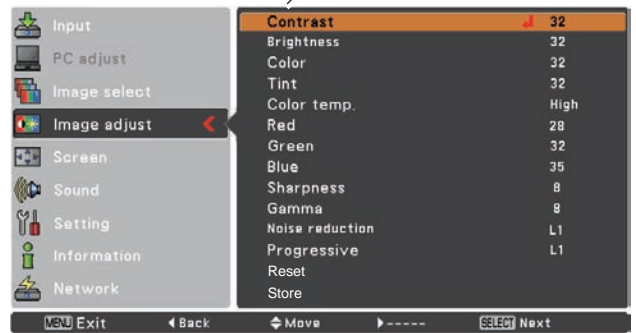 Input
PC adjust
Image select
Image adjust
Screen
Sound
Setting
Information
Network
Contrast 32
Brightness 32
Color 32
Tint 32
Color temp. High
Red 28
Green 32
Blue 35
Sharpness 8
Gamma 8
Noise reduction L1
Progressive L1
Reset
Store
MENU Exit Back Move ----- SELECT Next